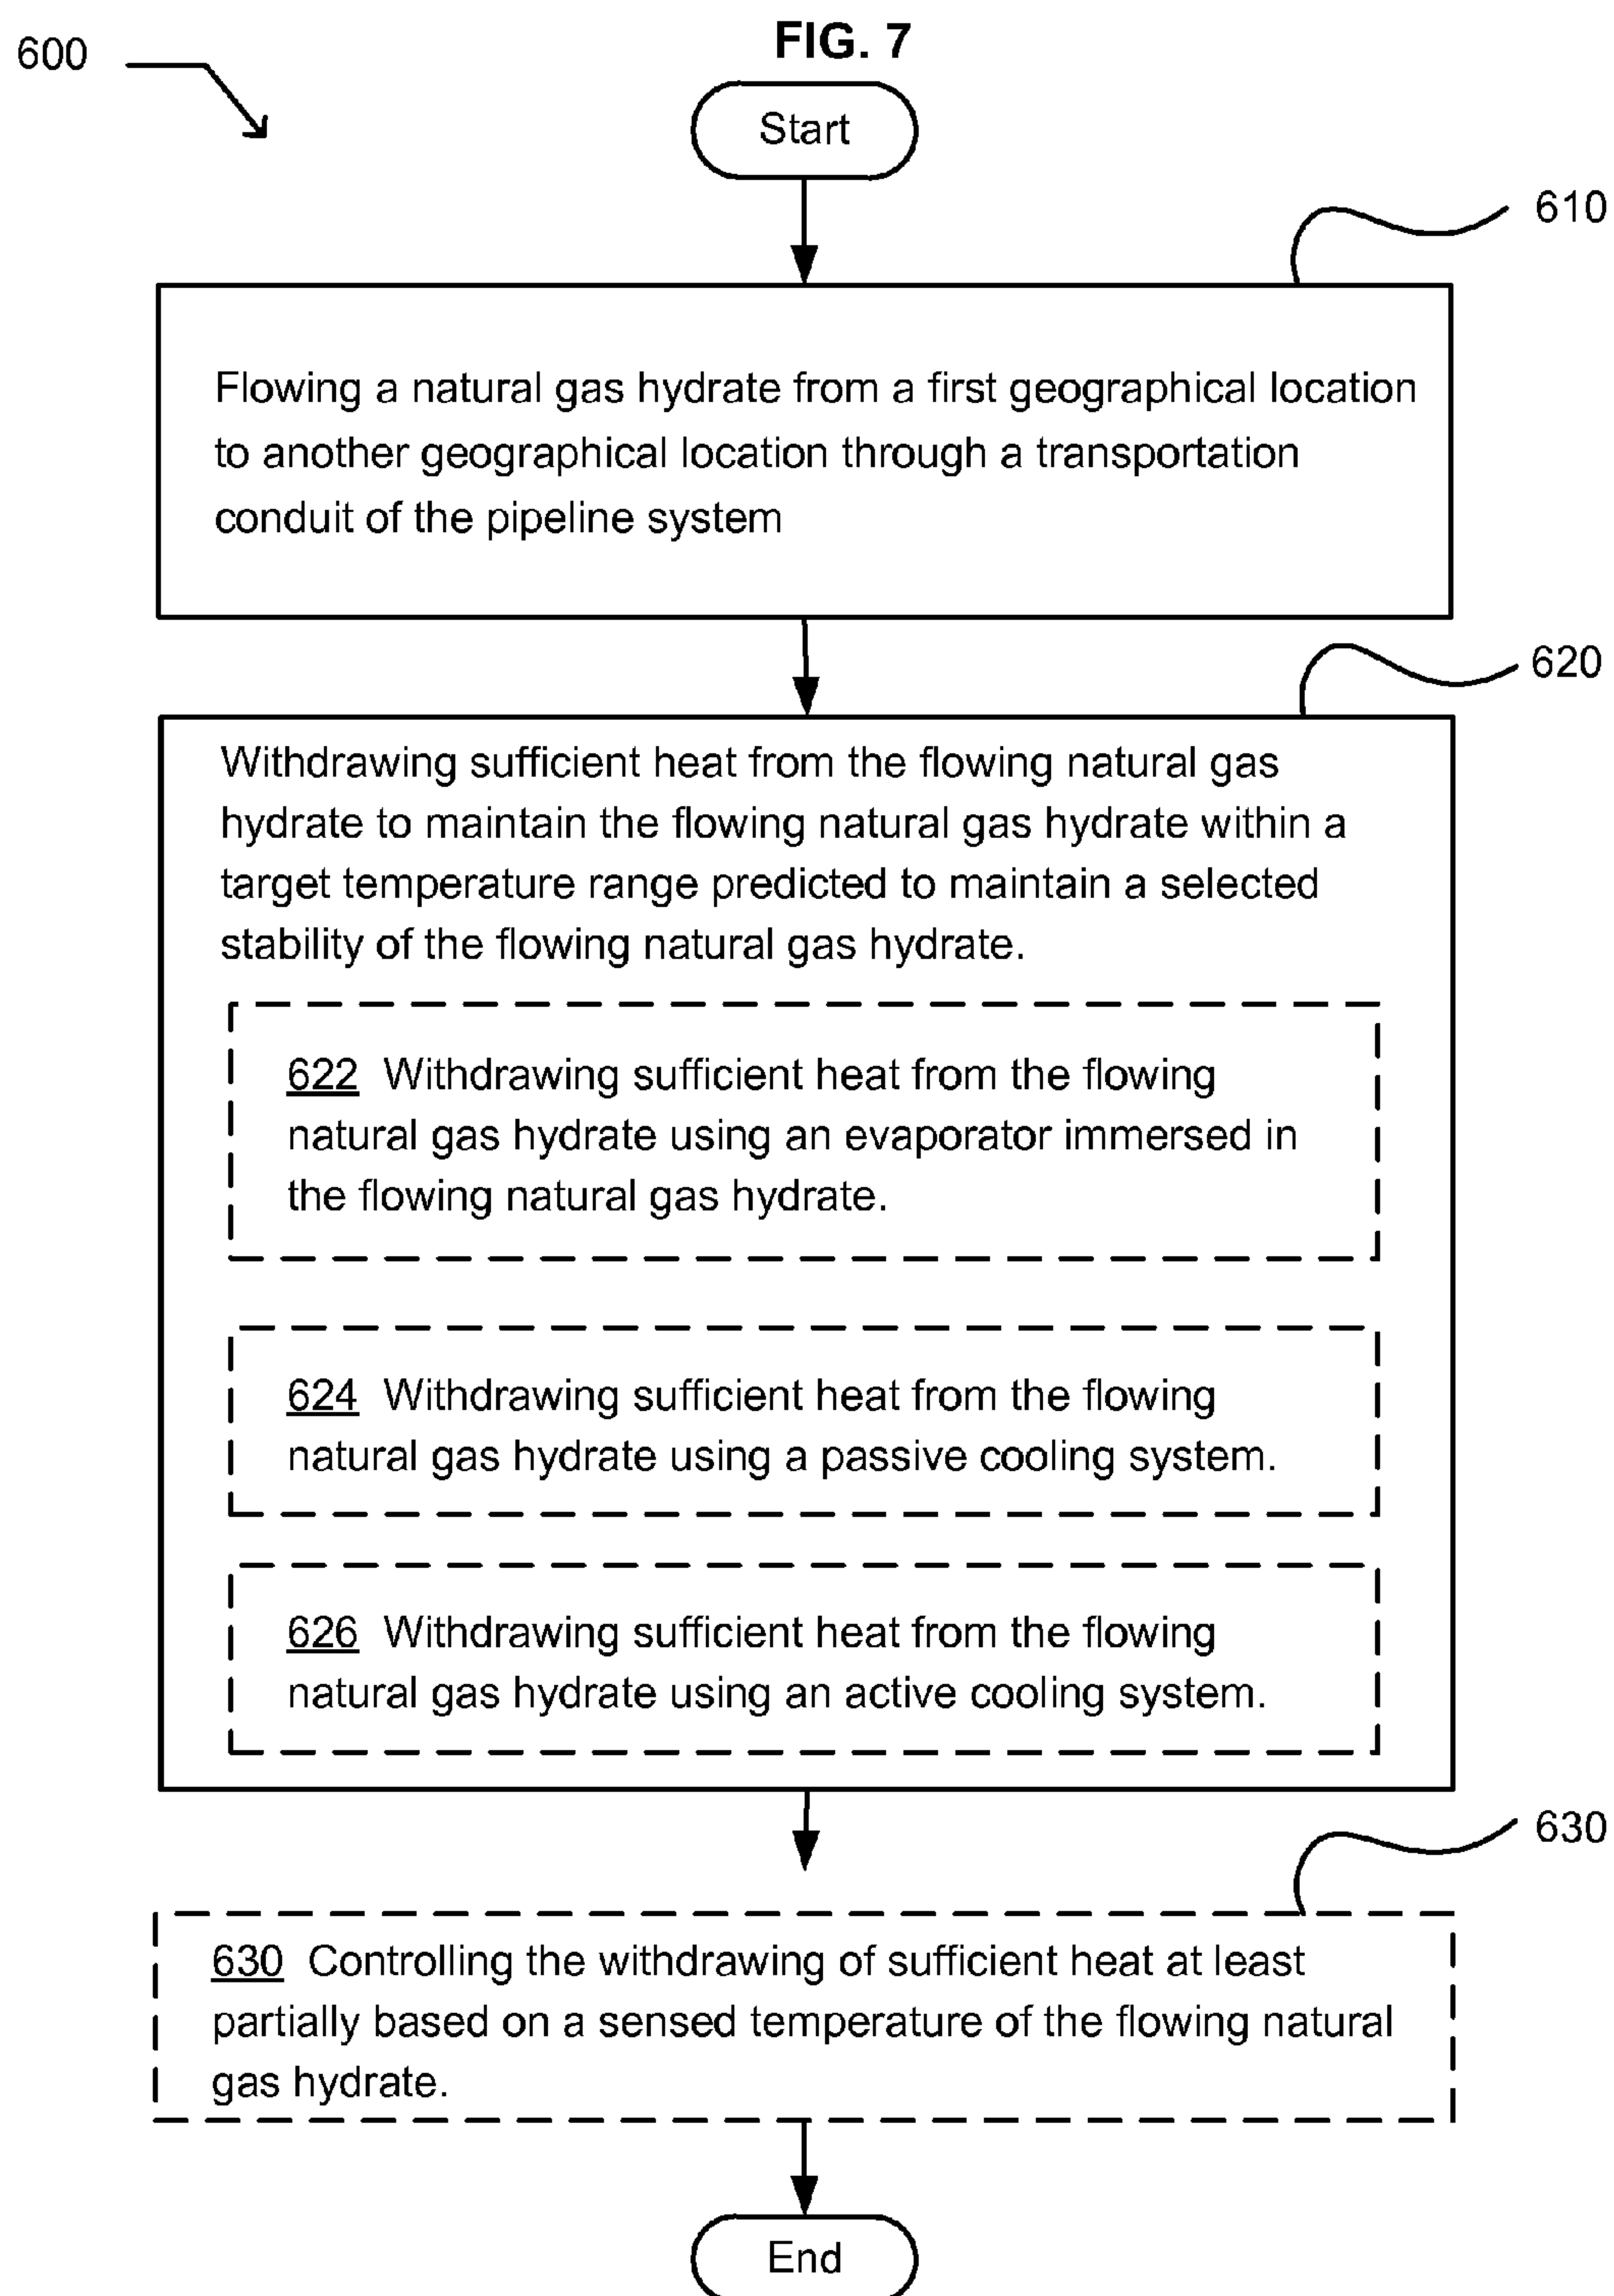 FIG. 7
600
Start
610
Flowing a natural gas hydrate from a first geographical location
to another geographical location through a transportation
conduit of the pipeline system
620
Withdrawing sufficient heat from the flowing natural gas
hydrate to maintain the flowing natural gas hydrate within a
target temperature range predicted to maintain a selected
stability of the flowing natural gas hydrate.
622 Withdrawing sufficient heat from the flowing
natural gas hydrate using an evaporator immersed in
the flowing natural gas hydrate.
624 Withdrawing sufficient heat from the flowing
natural gas hydrate using a passive cooling system.
626 Withdrawing sufficient heat from the flowing
natural gas hydrate using an active cooling system.
630
630 Controlling the withdrawing of sufficient heat at least
partially based on a sensed temperature of the flowing natural
gas hydrate.
End